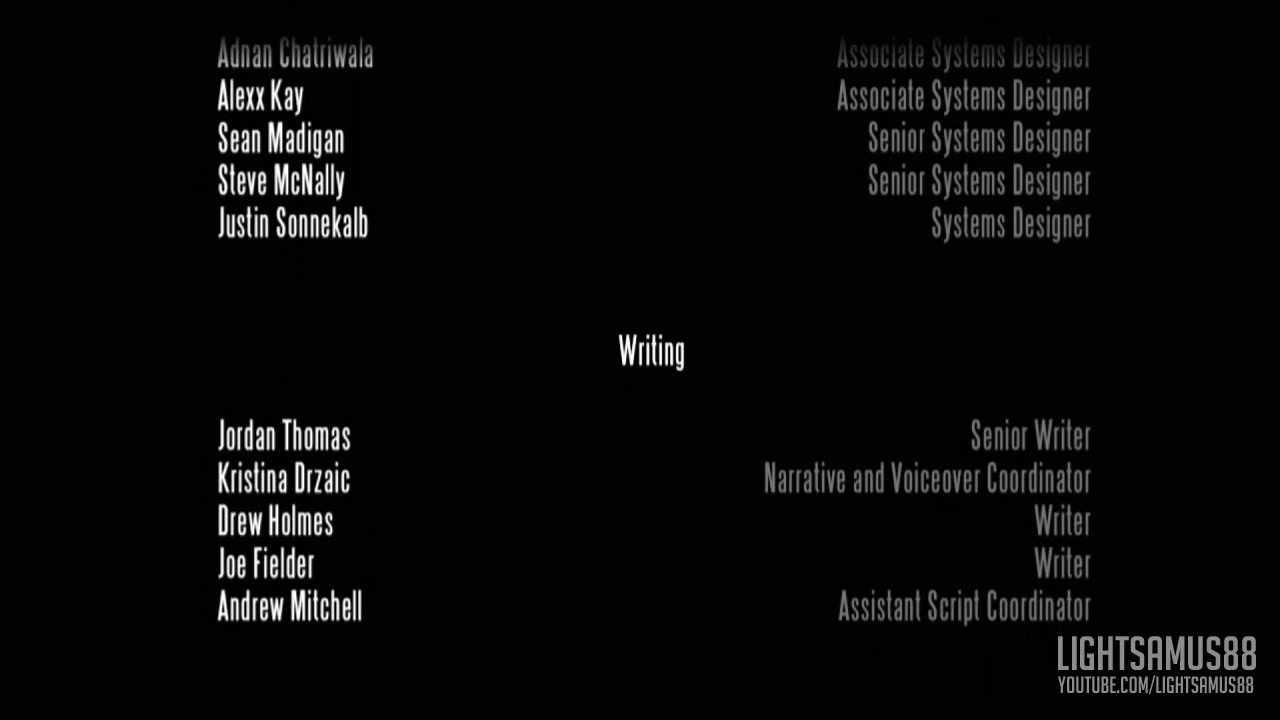 Adnan Chatriwala Associate Systems Designer
Alexx Kay Associate Systems Designer
Sean Madigan Senior Systems Designer
Steve McNally Senior Systems Designer
Justin Sonnekalb Systems Designer
Writing
Jordan Thomas Senior Writer
Kristina Drzaic Narrative and Voiceover Coordinator
Drew Holmes Writer
Joe Fielder Writer
Andrew Mitchell Assistant Script Coordinator
LIGHTSAMUS88
YOUTUBE.COM/LIGHTSAMUS88